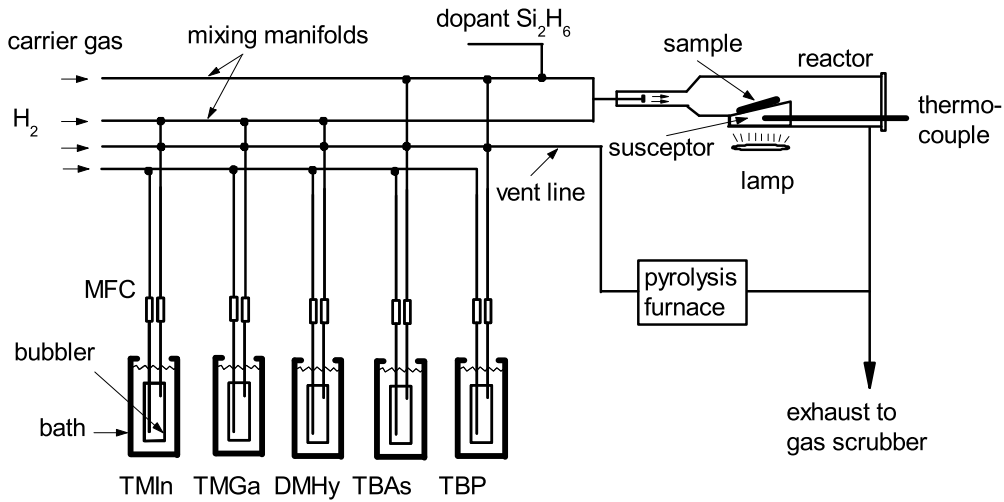 dopant Si₂H₆
carrier gas
mixing manifolds
sample
reactor
H₂
thermo-
couple
susceptor
lamp
vent line
pyrolysis
furnace
MFC
bubbler
bath
exhaust to
gas scrubber
TMIn
TMGa
DMHy
TBAs
TBP